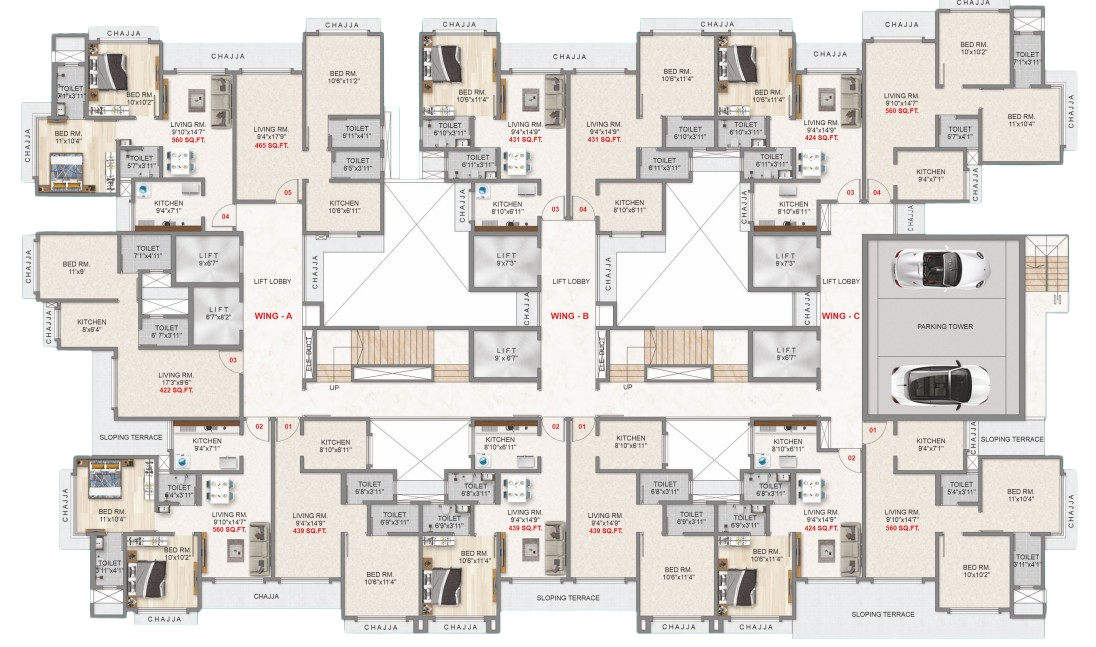 CHAJJA
CHAJJA
CHAJJA
BED RM.
10'x10'2"
TOILET
BED RM.
11'x10'4"
CHAJJA
LIVING RM.
9'10"x14'7"
560 SQ.FT.
TOILET
5'7"x3'11"
KITCHEN
9'4"x7'1"
04
LIVING RM.
9'4"x17'9"
465 SQ.FT.
05
BED RM.
10'6"x11'2"
TOILET
6'11"x4'1"
TOILET
6'5"x3'11"
KITCHEN
10'6"x6'11"
CHAJJA
BED RM.
10'6"x11'4"
TOILET
6'10"x3'11"
TOILET
6'11"x3'11"
CHAJJA
LIVING RM.
9'4"x14'9"
431 SQ.FT.
KITCHEN
8'10"x6'11"
CHAJJA
03
LIVING RM.
9'4"x14'9"
431 SQ.FT.
04
CHAJJA
BED RM.
10'6"x11'4"
TOILET
6'10"x3'11"
TOILET
6'11"x3'11"
KITCHEN
8'10"x6'11"
BED RM.
10'6"x11'4"
TOILET
6'10"x3'11"
TOILET
6'11"x3'11"
CHAJJA
LIVING RM.
9'4"x14'9"
424 SQ.FT.
KITCHEN
8'10"x6'11"
CHAJJA
03
CHAJJA
LIVING RM.
9'10"x14'7"
560 SQ.FT.
04
CHAJJA
BED RM.
10'x10'2"
TOILET
7'1"x3'11"
BED RM.
11'x10'4"
CHAJJA
TOILET
5'7"x4'1"
KITCHEN
9'4"x7'1"
CHAJJA
CHAJJA
CHAJJA
BED RM.
11'x9'
TOILET
7'1"x4'11"
KITCHEN
8'x6'4"
CHAJJA
TOILET
6' 7"x3'11"
LIFT
9'x6'7"
LIFT
6'7"x8'2"
LIFT LOBBY
WING - A
03
LIVING RM.
17'3"x9'6"
422 SQ.FT.
CHAJJA
ELE.DUCT
UP
LIFT
9'x7'3"
CHAJJA
LIFT
9' x 6'7"
LIFT LOBBY
WING - B
CHAJJA
ELE.DUCT
UP
LIFT
9'x7'3"
CHAJJA
LIFT
9'x6'7"
LIFT LOBBY
WING - C
PARKING TOWER
SLOPING TERRACE
KITCHEN
9'4"x7'1"
02
01
KITCHEN
8'10"x6'11"
BED RM.
11'x10'4"
CHAJJA
TOILET
LIVING RM.
9'10"x14'7"
560 SQ.FT.
TOILET
3'11"x4'1"
BED RM.
10'x10'2"
CHAJJA
CHAJJA
LIVING RM.
9'4"x14'9"
439 SQ.FT.
TOILET
6'8"x3'11"
TOILET
6'9"x3'11"
BED RM.
10'6"x11'4"
CHAJJA
KITCHEN
8'10"x6'11"
02
TOILET
6'8"x3'11"
TOILET
6'9"x3'11"
LIVING RM.
9'4"x14'9"
439 SQ.FT.
BED RM.
10'6"x11'4"
CHAJJA
SLOPING TERRACE
01
KITCHEN
8'10"x6'11"
LIVING RM.
9'4"x14'9"
439 SQ.FT.
TOILET
6'8"x3'11"
TOILET
6'9"x3'11"
BED RM.
10'6"x11'4"
CHAJJA
KITCHEN
8'10"x6'11"
02
TOILET
6'8"x3'11"
TOILET
6'9"x3'11"
LIVING RM.
9'4"x14'9"
424 SQ.FT.
BED RM.
10'6"x11'4"
CHAJJA
01
KITCHEN
9'4"x7'1"
CHAJJA
SLOPING TERRACE
LIVING RM.
9'10"x14'7"
560 SQ.FT.
TOILET
5'4"x3'11"
BED RM.
11'x10'4"
CHAJJA
TOILET
3'11"x4'1"
BED RM.
10'x10'2"
SLOPING TERRACE